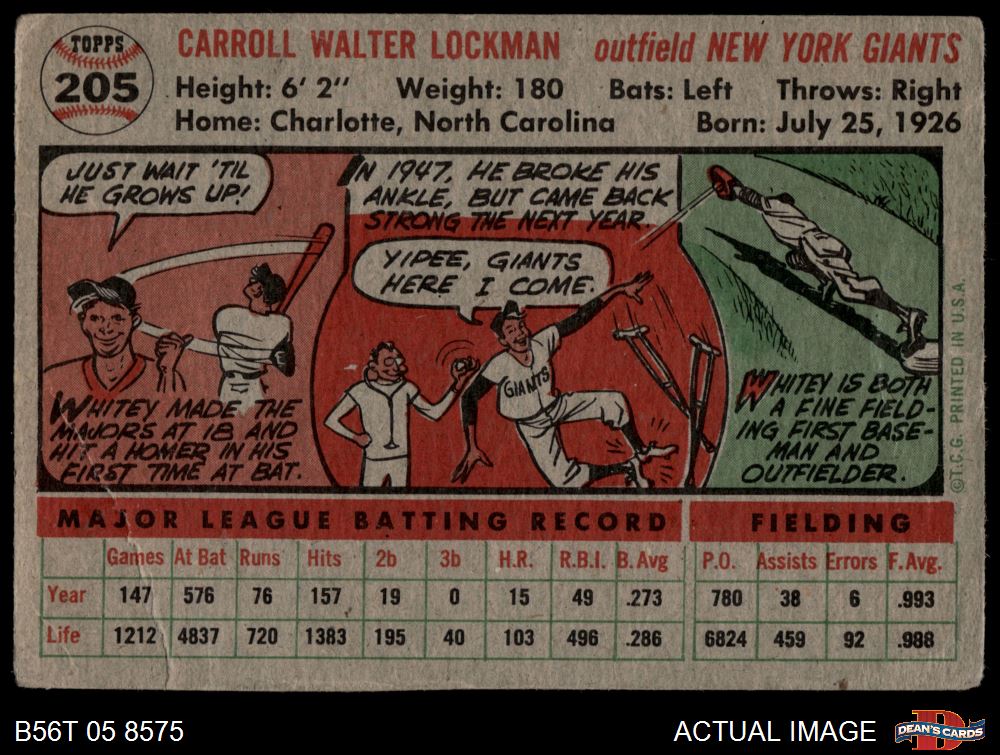 TOPPS
205
CARROLL WALTER LOCKMAN outfield NEW YORK GIANTS
Height: 6' 2" Weight: 180 Bats: Left Throws: Right
Home: Charlotte, North Carolina Born: July 25, 1926
JUST WAIT 'TIL
HE GROWS UP!
WHITEY MADE THE
MAJORS AT 18 AND
HIT A HOMER IN HIS
FIRST TIME AT BAT.
IN 1947, HE BROKE HIS
ANKLE, BUT CAME BACK
STRONG THE NEXT YEAR.
YIPEE, GIANTS
HERE I COME.
GIANTS
WHITEY IS BOTH
A FINE FIELD-
ING FIRST BASE-
MAN AND
OUTFIELDER.
©T.C.G. PRINTED IN U.S.A.
MAJOR LEAGUE BATTING RECORD FIELDING
Games At Bat Runs Hits 2b 3b H.R. R.B.I. B. Avg P.O. Assists Errors F. Avg.
Year 147 576 76 157 19 0 15 49 .273 780 38 6 .993
Life 1212 4837 720 1383 195 40 103 496 .286 6824 459 92 .988
B56T 05 8575 ACTUAL IMAGE DEAN'S CARDS